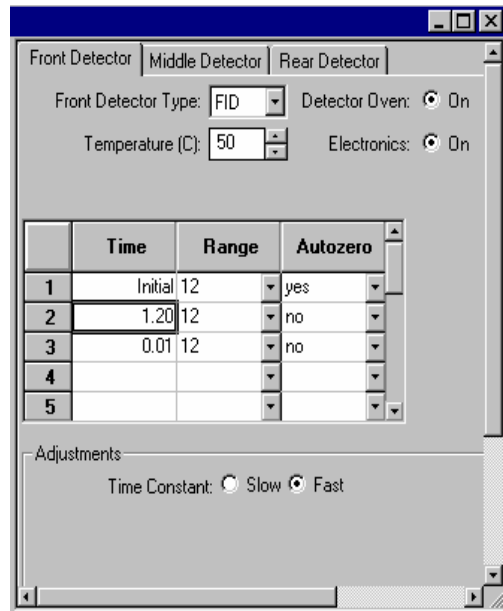 Front Detector Middle Detector Rear Detector
Front Detector Type: FID Detector Oven: On
Temperature (C): 50 Electronics: On
Time Range Autozero
1 Initial 12 yes
2 1.20 12 no
3 0.01 12 no
4
5
Adjustments
Time Constant: Slow Fast